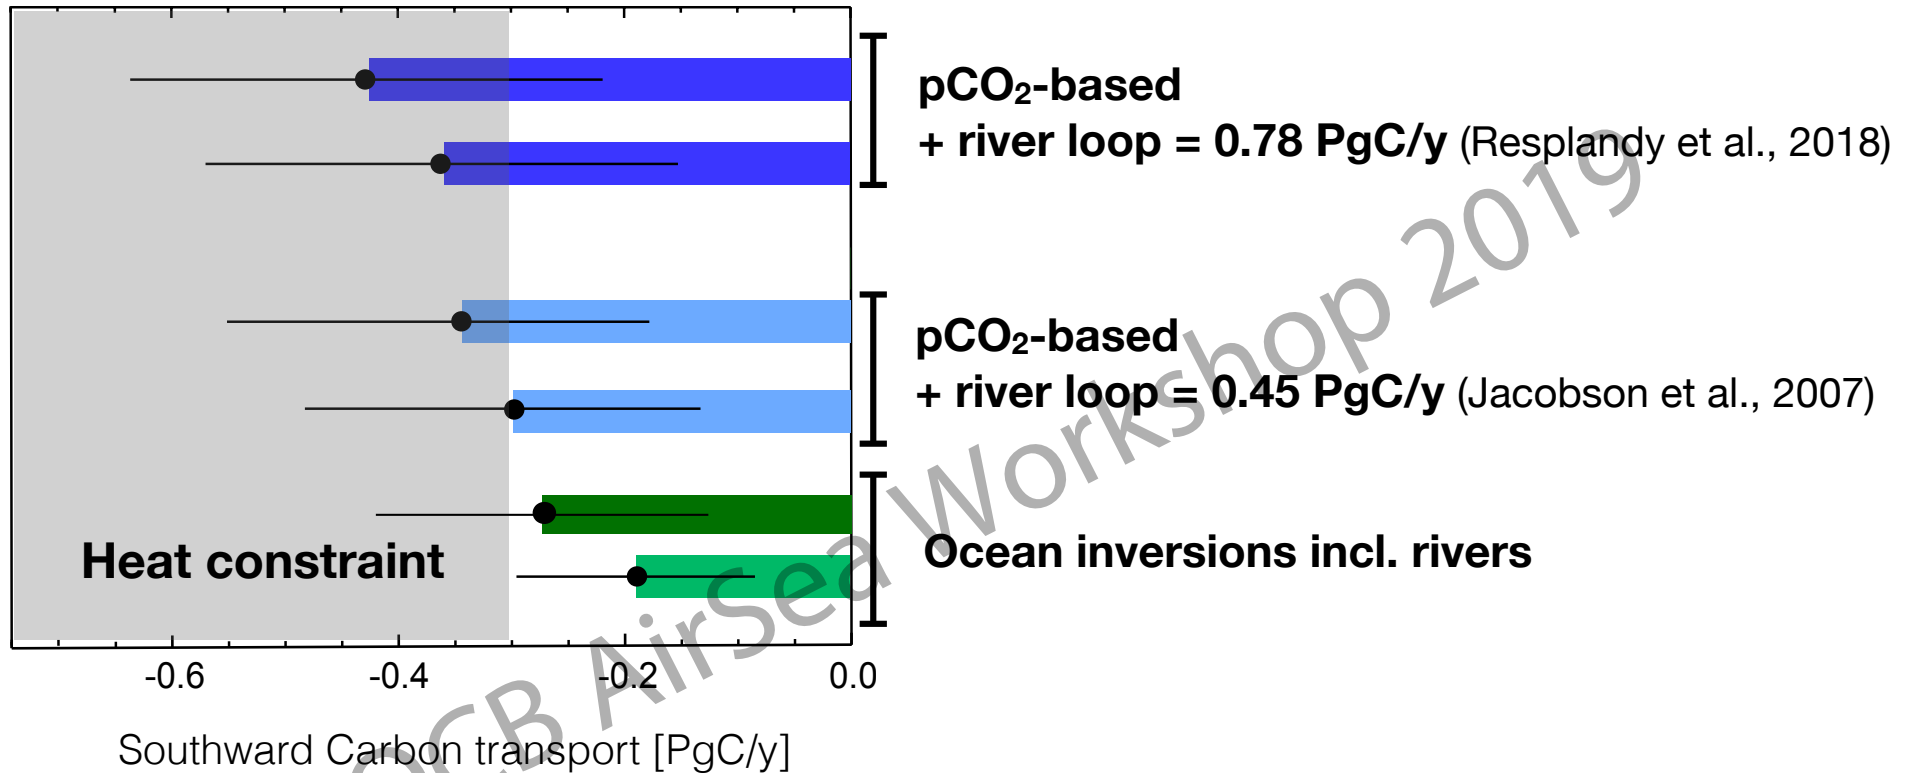 pCO₂-based
+ river loop = 0.78 PgC/y (Resplandy et al., 2018)
pCO₂-based
+ river loop = 0.45 PgC/y (Jacobson et al., 2007)
Heat constraint
Ocean inversions incl. rivers
-0.6 -0.4 -0.2 0.0
Southward Carbon transport [PgC/y]
OCB AirSea Workshop 2019